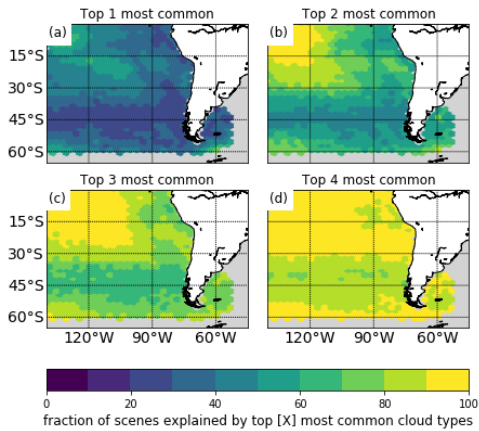 Top 1 most common
Top 2 most common
(a)
(b)
15°S
30°S
45°S
60°S
Top 3 most common
Top 4 most common
(c)
(d)
15°S
30°S
45°S
60°S
120°W 90°W 60°W
120°W 90°W 60°W
0 20 40 60 80 100
fraction of scenes explained by top [X] most common cloud types